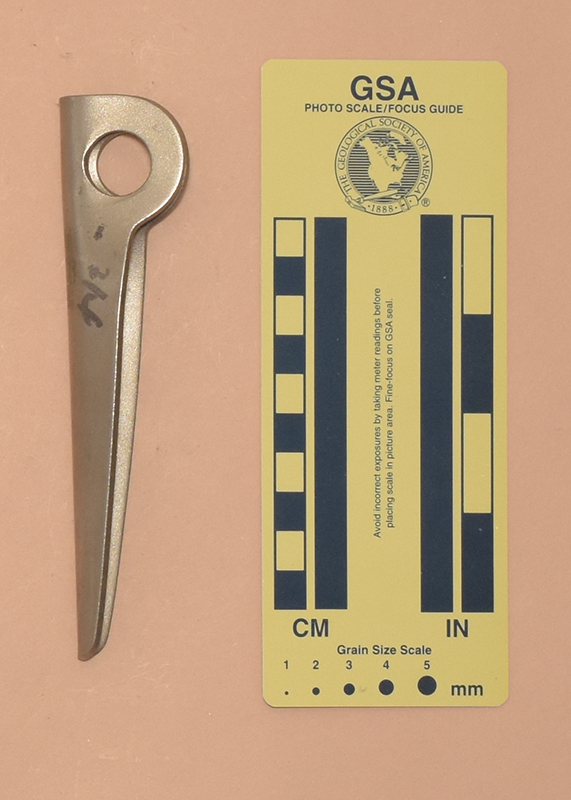 GSA
PHOTO SCALE/FOCUS GUIDE
THE GEOLOGICAL SOCIETY OF AMERICA
1888
®
Avoid incorrect exposures by taking meter readings before
placing scale in picture area. Fine-focus on GSA seal.
CM
IN
Grain Size Scale
1 2 3 4 5
mm